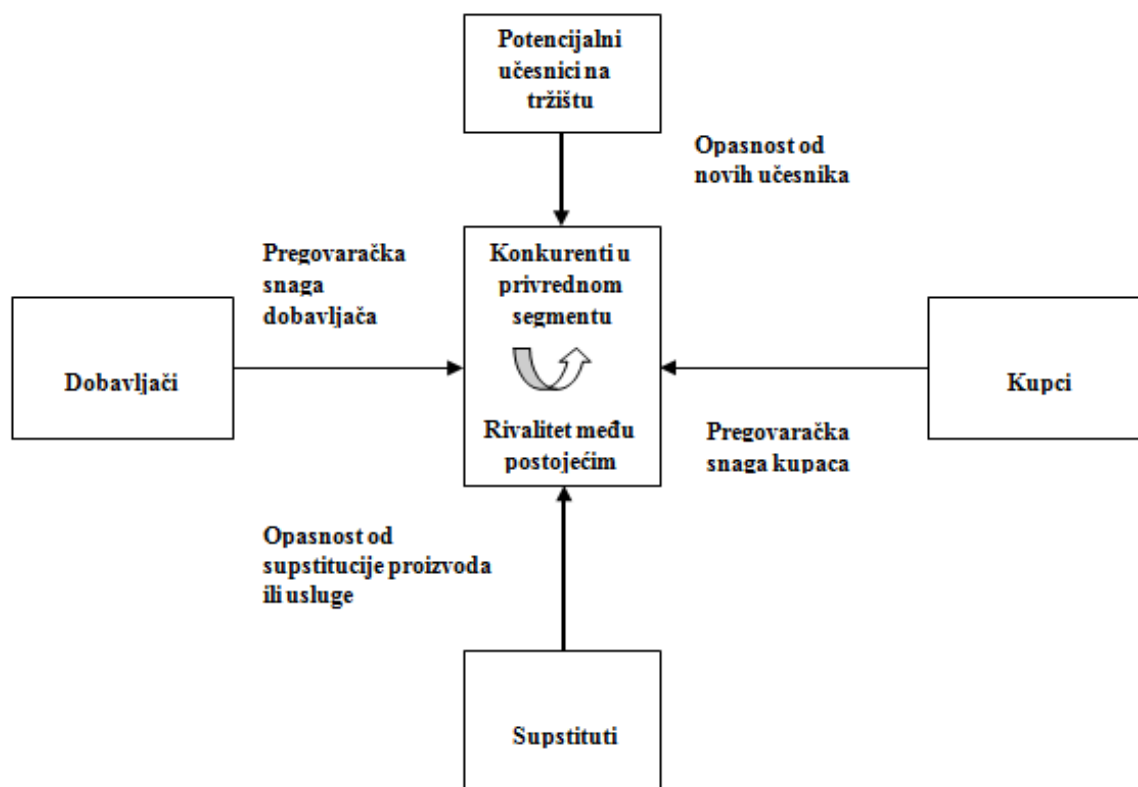 Potencijalni
učesnici na
tržištu
Opasnost od
novih učesnika
Pregovaračka
snaga
dobavljača
Konkurenti u
privrednom
segmentu
Dobavljači
Kupci
Rivalitet među
postojećim
Pregovaračka
snaga kupaca
Opasnost od
supstitucije proizvoda
ili usluge
Supstituti